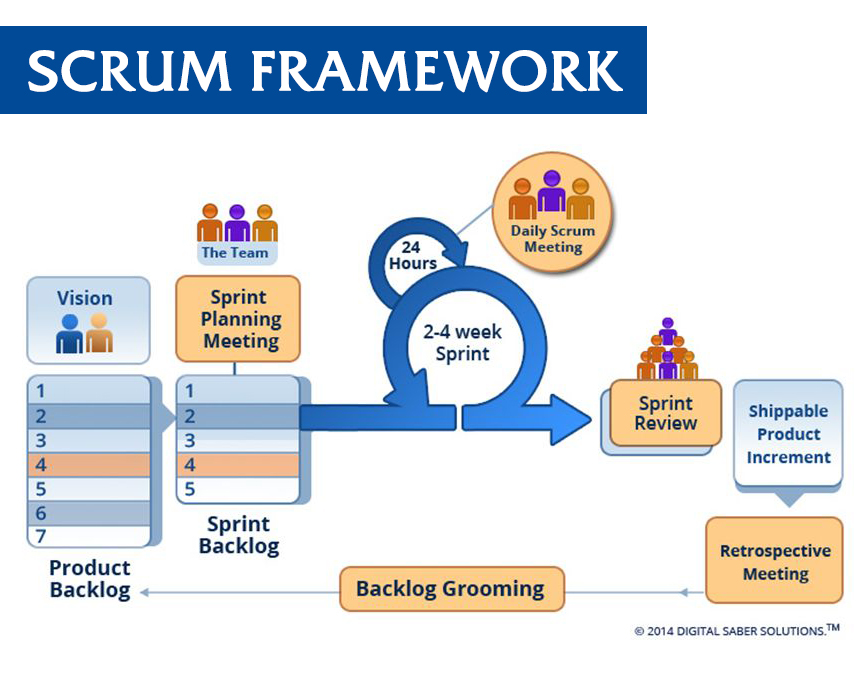 SCRUM FRAMEWORK
Daily Scrum
Meeting
The Team
24
Hours
Vision
Sprint
Planning
Meeting
2-4 week
Sprint
1
2
3
4
5
6
7
Product
Backlog
1
2
3
4
5
Sprint
Backlog
Sprint
Review
Shippable
Product
Increment
Retrospective
Meeting
Backlog Grooming
© 2014 DIGITAL SABER SOLUTIONS.™